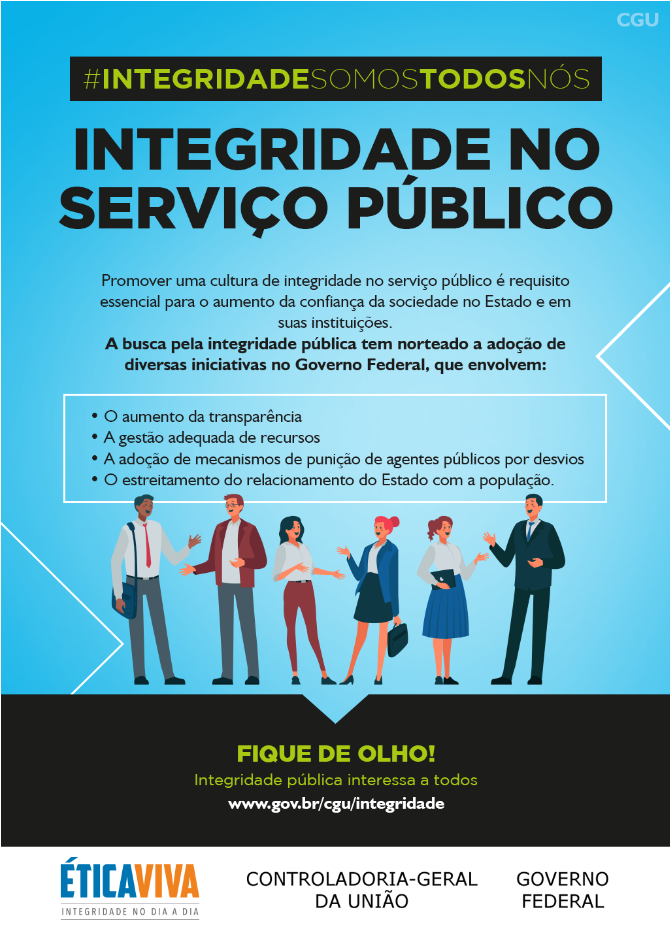 CGU
#INTEGRIDADESOMOSTODOSNÓS
INTEGRIDADE NO
SERVIÇO PÚBLICO
Promover uma cultura de integridade no serviço público é requisito
essencial para o aumento da confiança da sociedade no Estado e em
suas instituições.
A busca pela integridade pública tem norteado a adoção de
diversas iniciativas no Governo Federal, que envolvem:
• O aumento da transparência
• A gestão adequada de recursos
• A adoção de mecanismos de punição de agentes públicos por desvios
• O estreitamento do relacionamento do Estado com a população.
FIQUE DE OLHO!
Integridade pública interessa a todos
www.gov.br/cgu/integridade
ÉTICAVIVA
INTEGRIDADE NO DIA A DIA
CONTROLADORIA-GERAL
DA UNIÃO
GOVERNO
FEDERAL